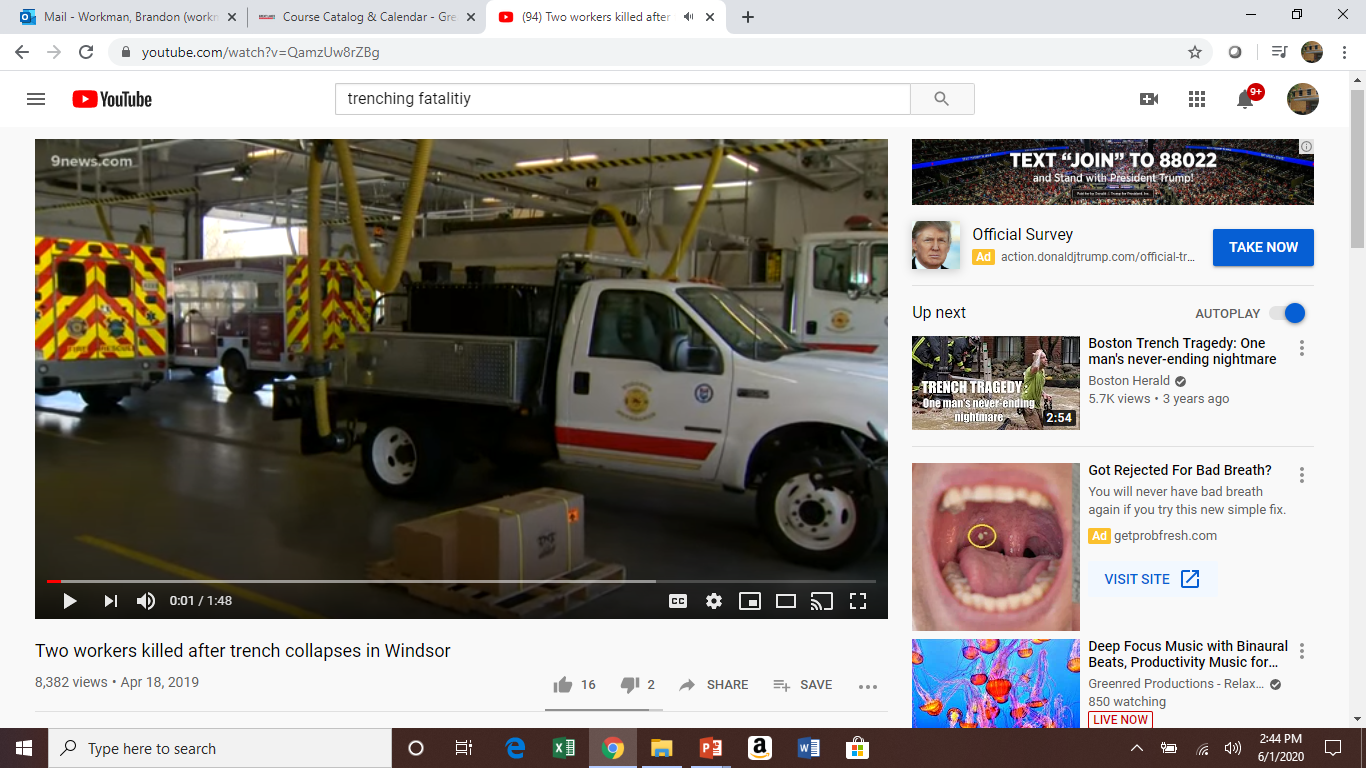 Mail - Workman, Brandon (workn
Course Catalog & Calendar - Gre
(94) Two workers killed after
youtube.com/watch?v=QamzUw8rZBg
YouTube
trenching fatalitiy
9+
9news.com
TEXT “JOIN” TO 88022
and Stand with President Trump!
Official Survey
Ad action.donaldjtrump.com/official-tr...
TAKE NOW
Up next
AUTOPLAY
TRENCH TRAGEDY:
One man's never-ending
nightmare
2:54
Boston Trench Tragedy: One
man's never-ending nightmare
Boston Herald
5.7K views • 3 years ago
Got Rejected For Bad Breath?
You will never have bad breath
again if you try this new simple fix.
Ad getprobfresh.com
VISIT SITE
Deep Focus Music with Binaural
Beats, Productivity Music for...
Greenred Productions - Relax...
850 watching
LIVE NOW
0:01 / 1:48
CC
Two workers killed after trench collapses in Windsor
8,382 views • Apr 18, 2019
16
2
SHARE
SAVE
Type here to search
2:44 PM
6/1/2020